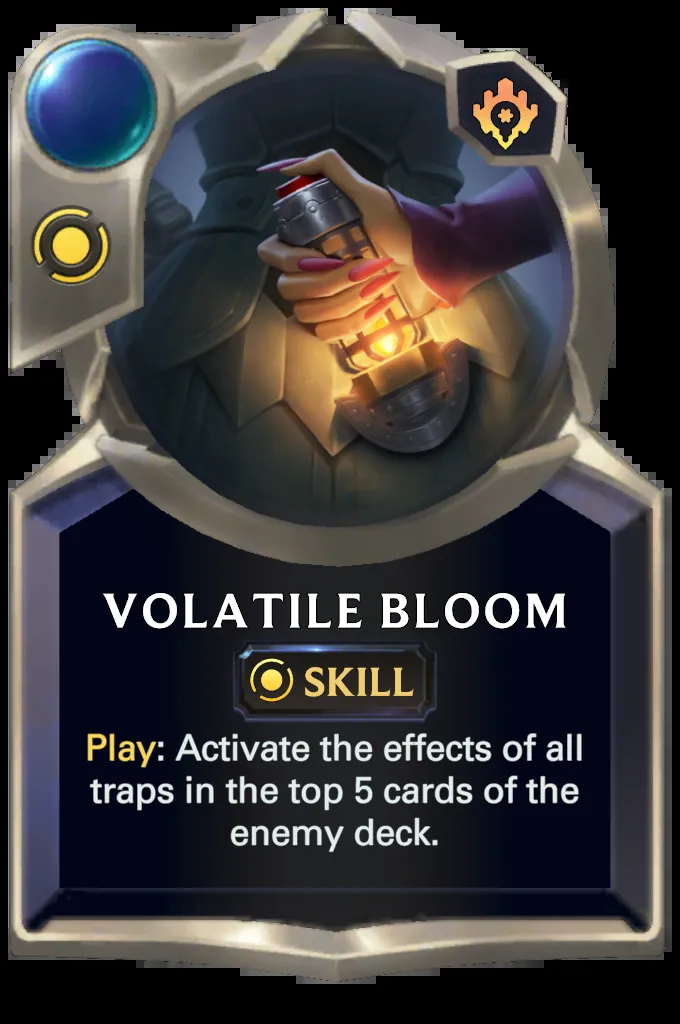 VOLATILE BLOOM
SKILL
Play: Activate the effects of all
traps in the top 5 cards of the
enemy deck.